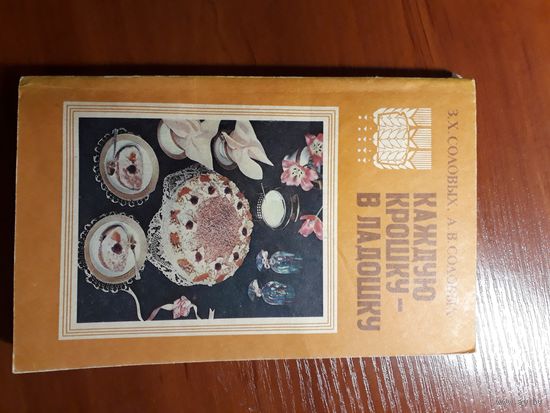 З.Х. СОЛОВЫХ, А.В. СОЛОВЫХ
КАЖДУЮ
КРОШКУ –
В ЛАДОШКУ